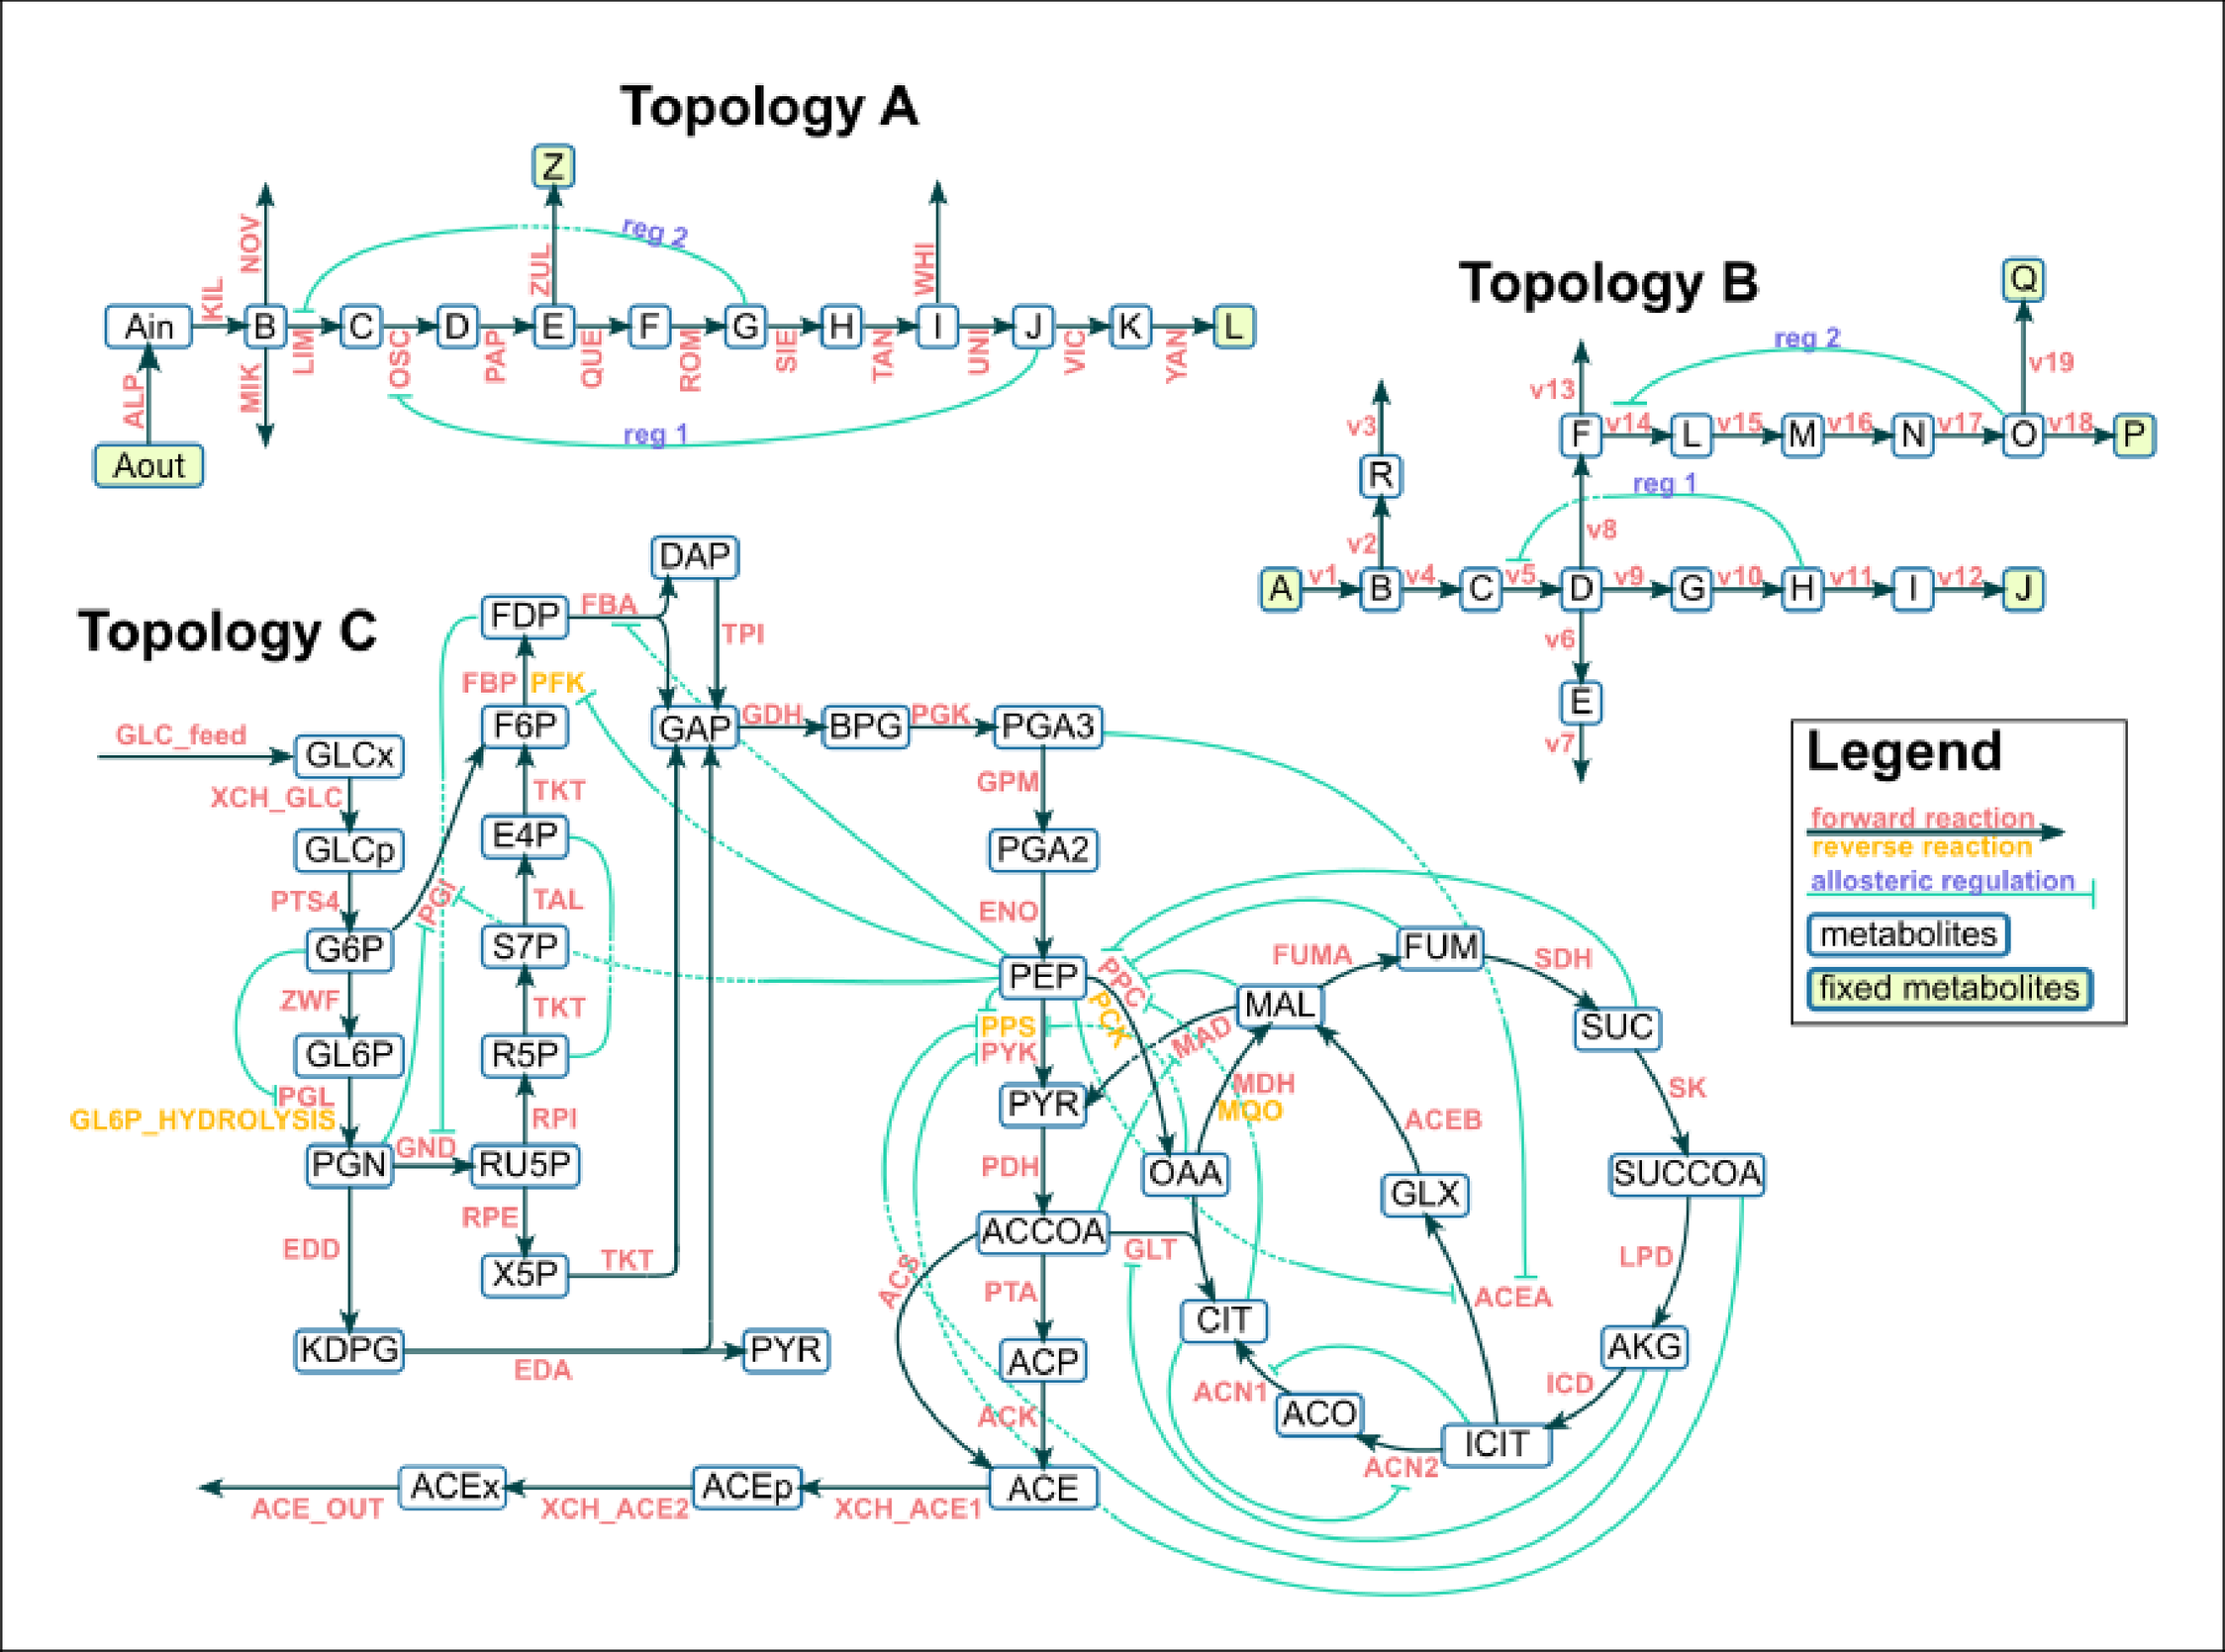 Topology A
Z
NOV
reg 2
ZUL
WHI
KIL
Ain
B
C
D
E
F
G
H
I
J
K
L
MIK
LIM
OSC
PAP
QUE
ROM
SIE
TAN
UNI
VIC
YAN
ALP
reg 1
Aout
Topology B
Q
reg 2
v19
v13
v3
F
v14
L
v15
M
v16
N
v17
O
v18
P
R
reg 1
v2
v8
A
v1
B
v4
C
v5
D
v9
G
v10
H
v11
I
v12
J
v6
E
v7
Topology C
DAP
FDP
FBA
TPI
FBP
PFK
F6P
GAP
GDH
BPG
PGK
PGA3
GLC_feed
GLCx
XCH_GLC
TKT
GPM
GLCp
E4P
PGA2
PTS4
PGI
TAL
ENO
G6P
S7P
PEP
PPC
PCK
FUMA
FUM
SDH
MAL
SUC
ZWF
TKT
PPS
PYK
MAD
GL6P
R5P
PYR
MDH
MQO
ACEB
SK
PGL
GL6P_HYDROLYSIS
RPI
PGN
GND
RU5P
PDH
OAA
GLX
SUCCOA
RPE
EDD
X5P
TKT
ACCOA
GLT
LPD
ACS
PTA
ACEA
CIT
KDPG
EDA
PYR
ACP
AKG
ACN1
ICD
ACO
ACK
ICIT
ACN2
ACEx
ACEp
ACE
ACE_OUT
XCH_ACE2
XCH_ACE1
Legend
forward reaction
reverse reaction
allosteric regulation
metabolites
fixed metabolites